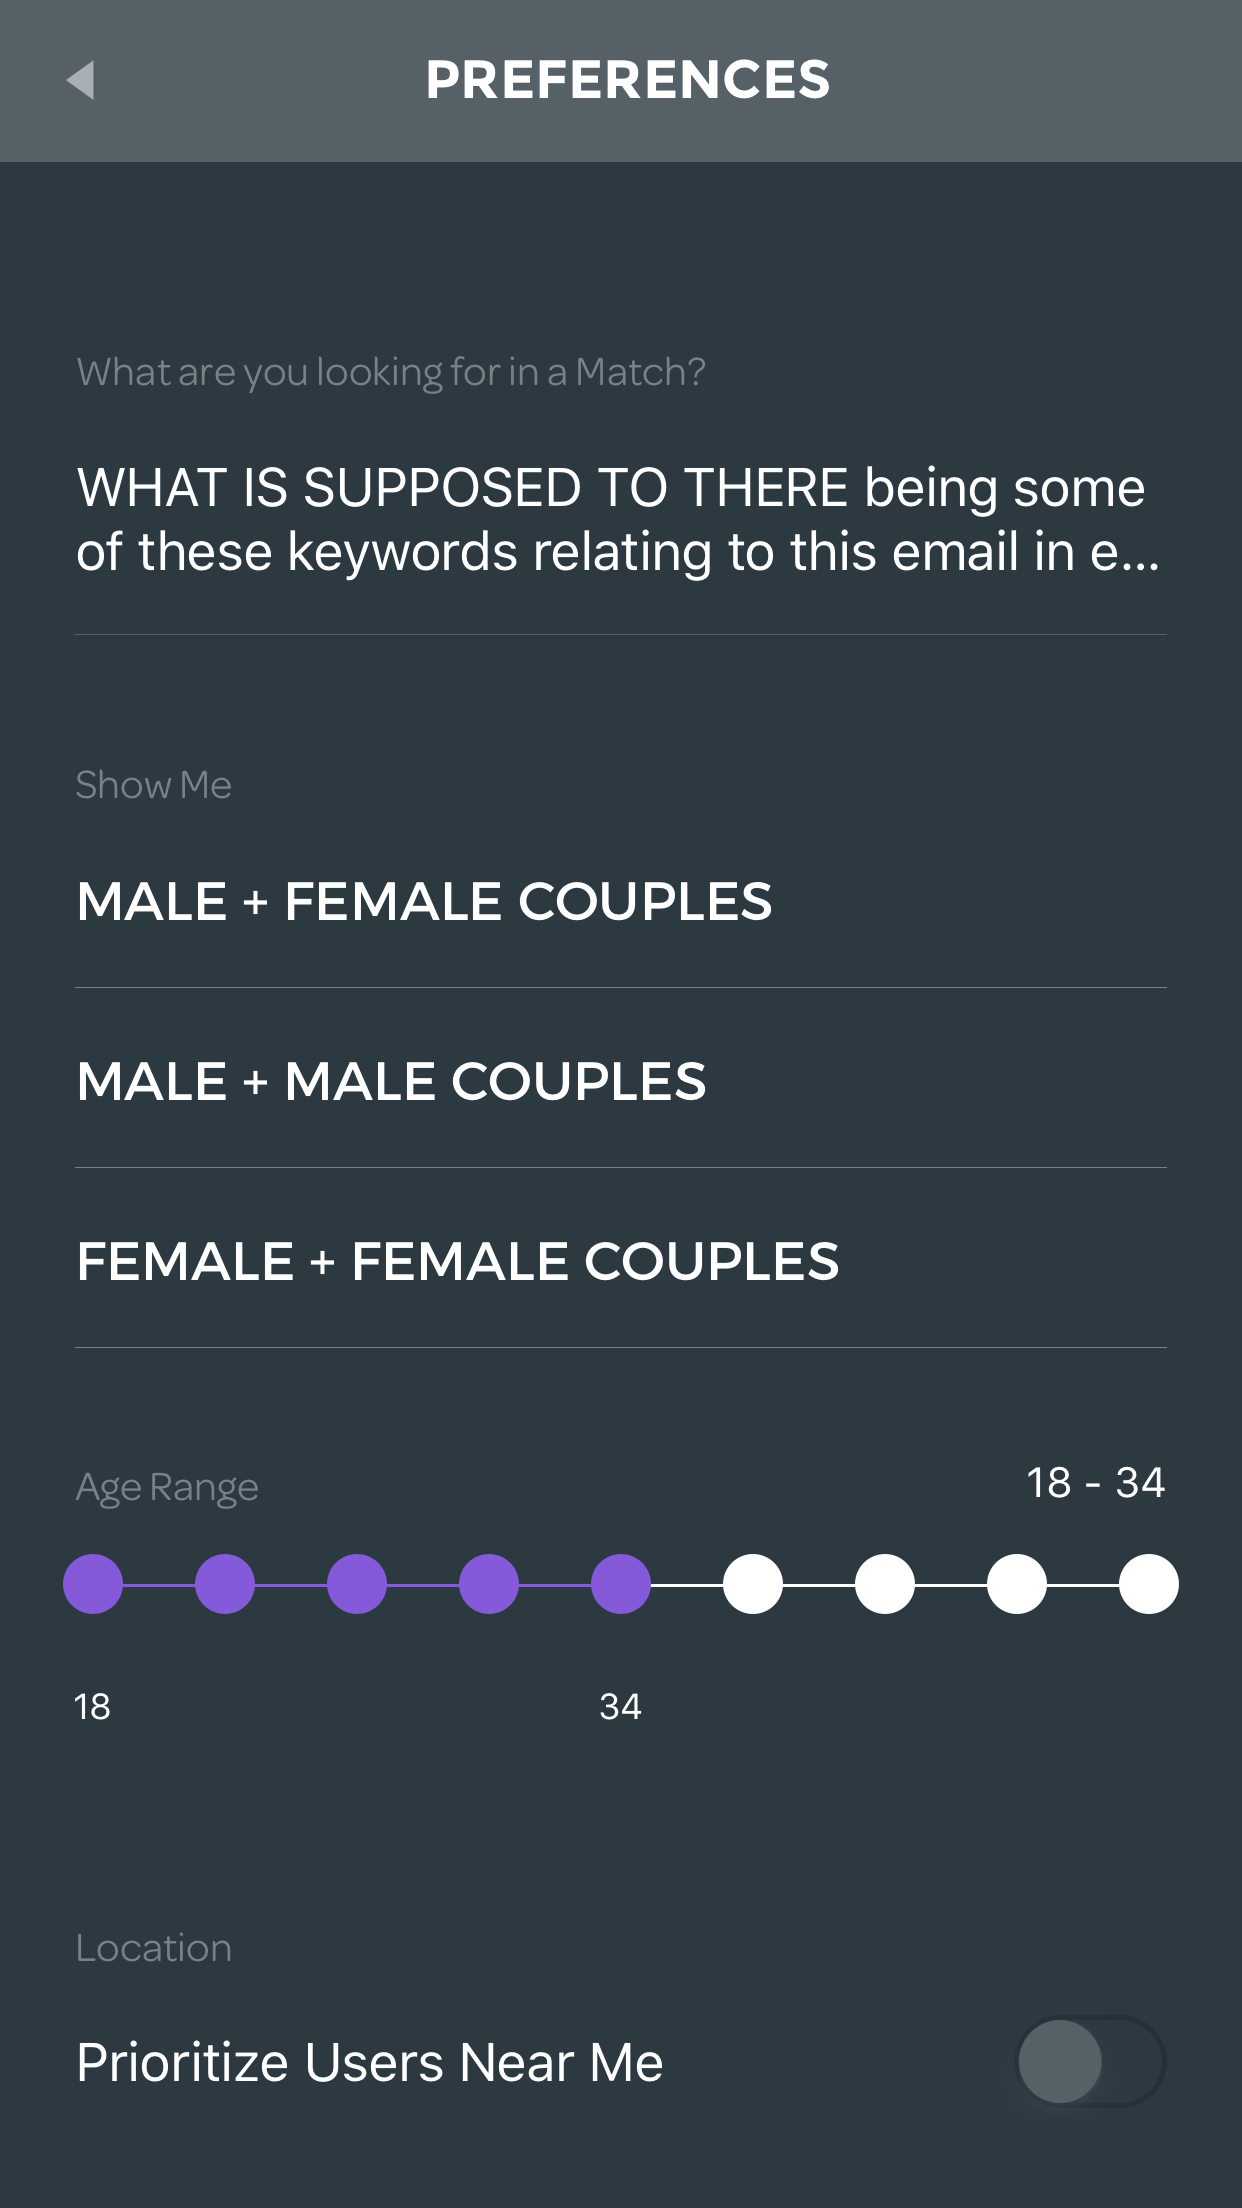 PREFERENCES
What are you looking for in a Match?
WHAT IS SUPPOSED TO THERE being some
of these keywords relating to this email in e...
Show Me
MALE + FEMALE COUPLES
MALE + MALE COUPLES
FEMALE + FEMALE COUPLES
Age Range
18 - 34
18
34
Location
Prioritize Users Near Me